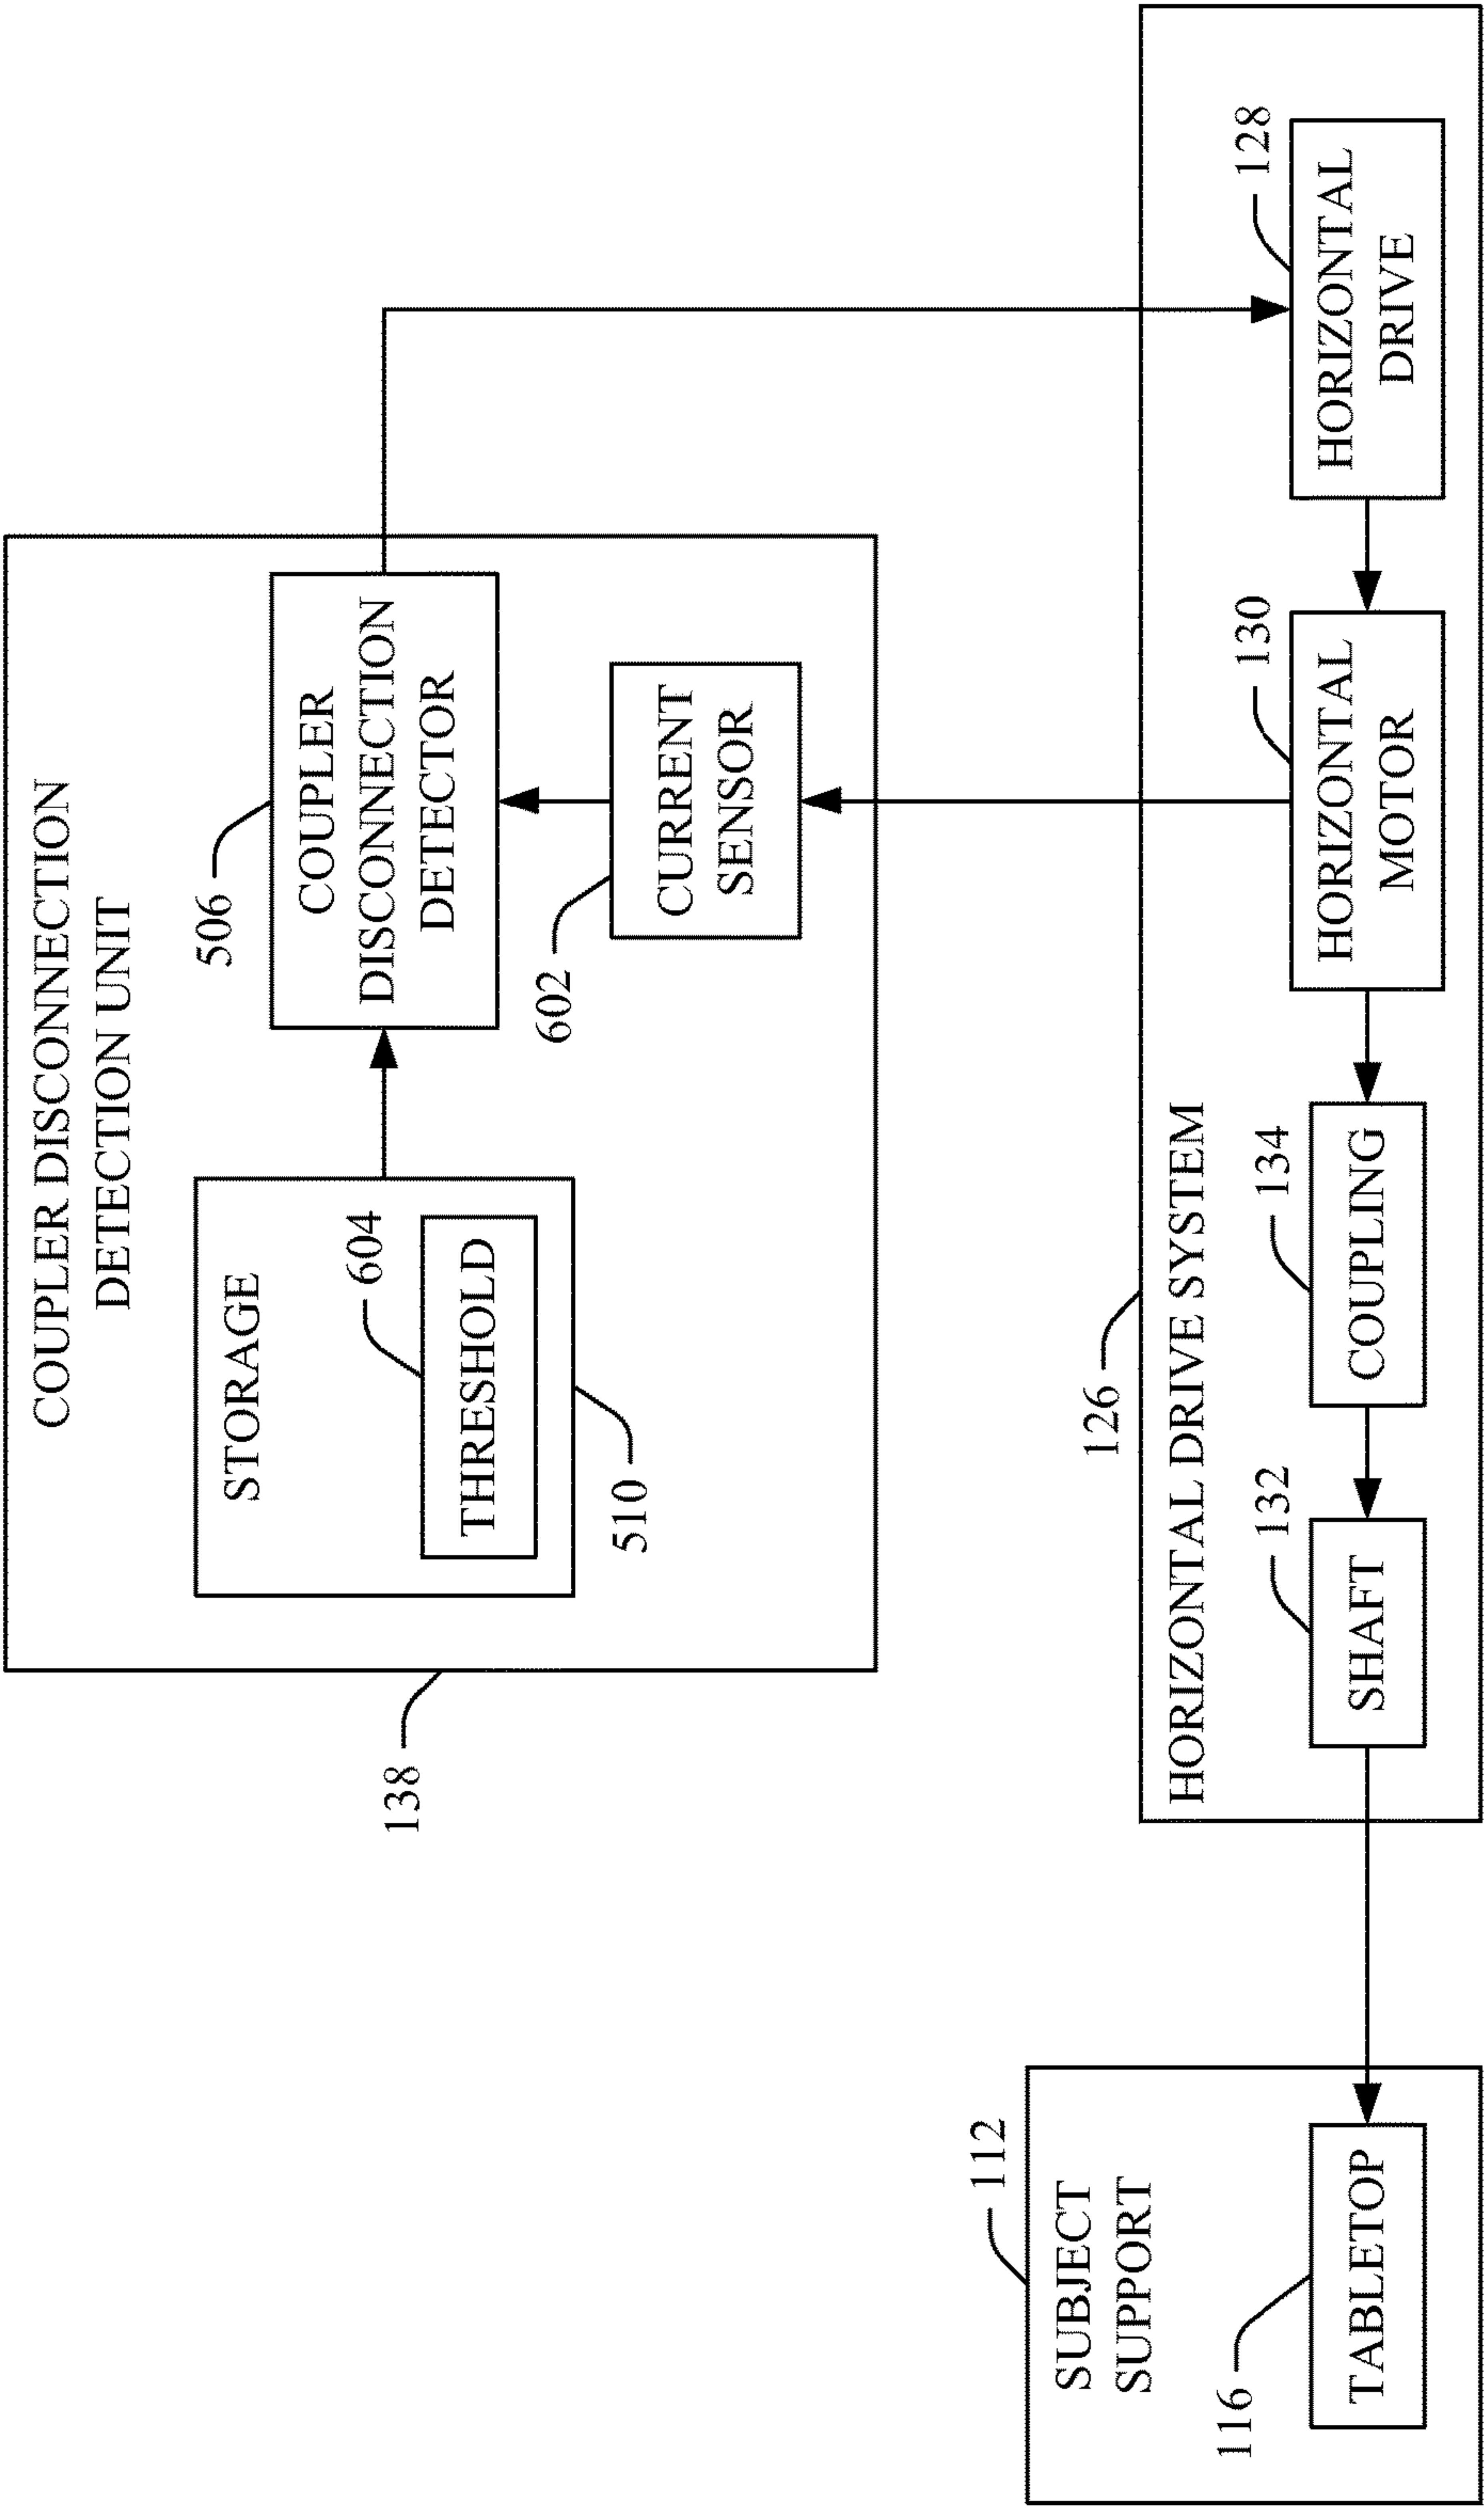 COUPLER DISCONNECTION
DETECTION UNIT
138
STORAGE
604
THRESHOLD
510
506
COUPLER
DISCONNECTION
DETECTOR
602
CURRENT
SENSOR
112
SUBJECT
SUPPORT
116
TABLETOP
126
HORIZONTAL DRIVE SYSTEM
132
SHAFT
134
COUPLING
130
HORIZONTAL
MOTOR
128
HORIZONTAL
DRIVE